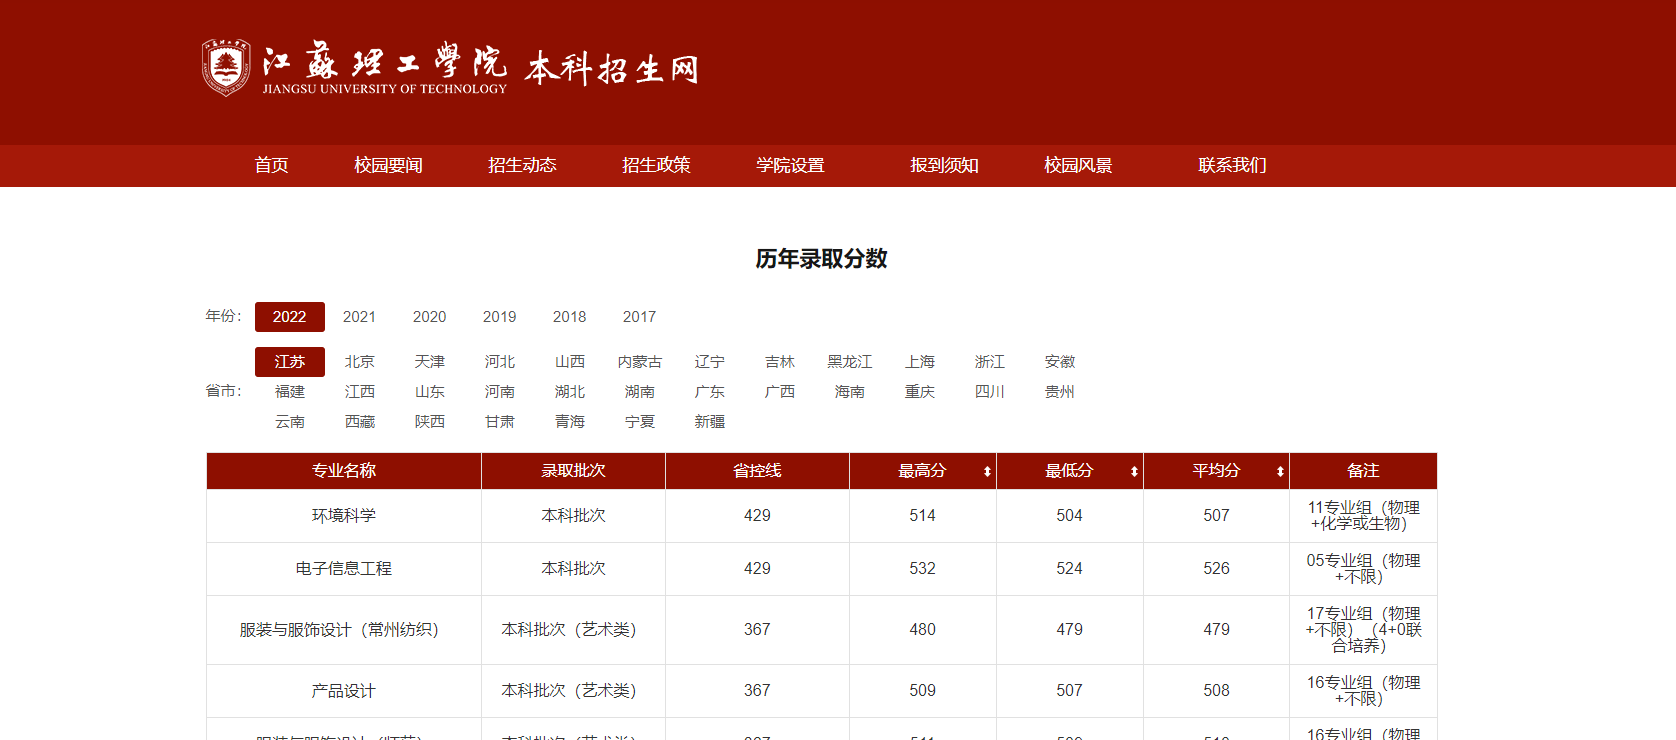 江蘇理工學院 本科招生网
JIANGSU UNIVERSITY OF TECHNOLOGY
首页 校园要闻 招生动态 招生政策 学院设置 报到须知 校园风景 联系我们
历年录取分数
年份： 2022 2021 2020 2019 2018 2017
江苏 北京 天津 河北 山西 内蒙古 辽宁 吉林 黑龙江 上海 浙江 安徽
省市： 福建 江西 山东 河南 湖北 湖南 广东 广西 海南 重庆 四川 贵州
云南 西藏 陕西 甘肃 青海 宁夏 新疆
专业名称 录取批次 省控线 最高分 最低分 平均分 备注
环境科学 本科批次 429 514 504 507 11专业组（物理
+化学或生物）
电子信息工程 本科批次 429 532 524 526 05专业组（物理
+不限）
服装与服饰设计（常州纺织） 本科批次（艺术类） 367 480 479 479 17专业组（物理
+不限）（4+0联
合培养）
产品设计 本科批次（艺术类） 367 509 507 508 16专业组（物理
+不限）
16专业组（物理